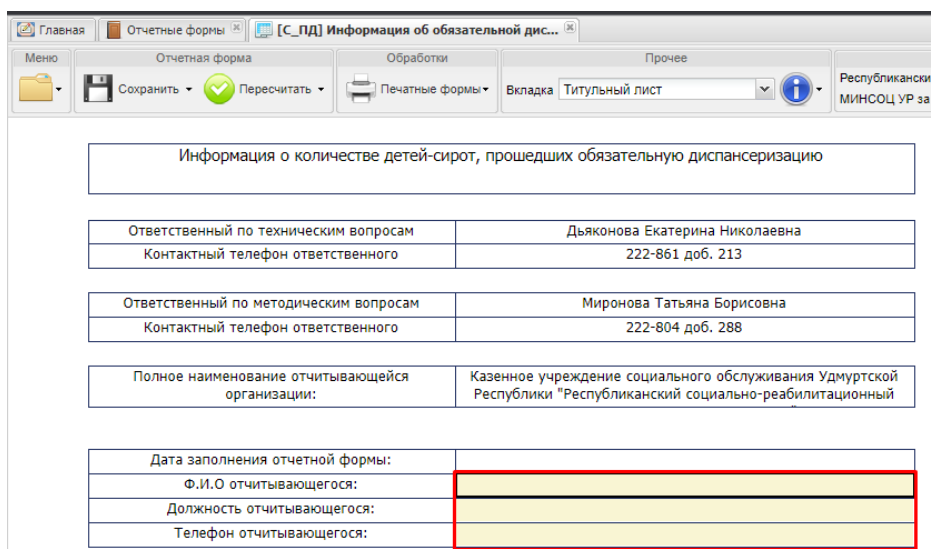 Главная Отчетные формы [С_ПД] Информация об обязательной дис...
Меню Отчетная форма Обработки Прочее
Сохранить Пересчитать Печатные формы Вкладка Титульный лист
Республикански
МИНСОЦ УР за
Информация о количестве детей-сирот, прошедших обязательную диспансеризацию
Ответственный по техническим вопросам Дьяконова Екатерина Николаевна
Контактный телефон ответственного 222-861 доб. 213
Ответственный по методическим вопросам Миронова Татьяна Борисовна
Контактный телефон ответственного 222-804 доб. 288
Полное наименование отчитывающейся
организации:
Казенное учреждение социального обслуживания Удмуртской
Республики "Республиканский социально-реабилитационный
Дата заполнения отчетной формы:
Ф.И.О отчитывающегося:
Должность отчитывающегося:
Телефон отчитывающегося: